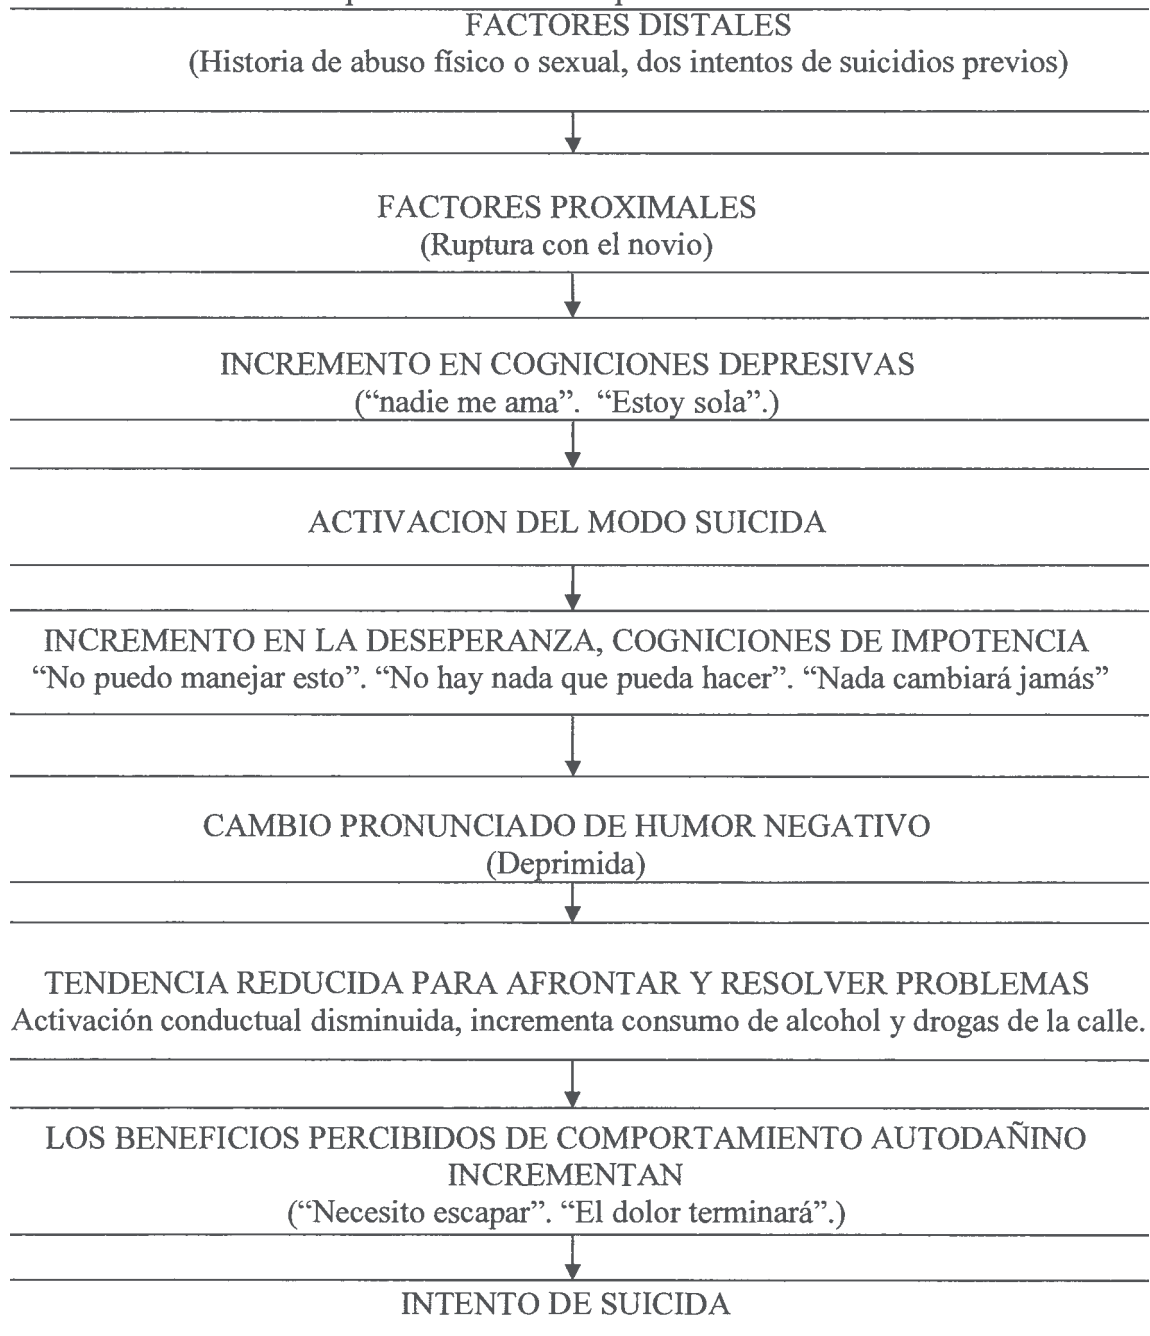 FACTORES DISTALES
(Historia de abuso físico o sexual, dos intentos de suicidios previos)
FACTORES PROXIMALES
(Ruptura con el novio)
INCREMENTO EN COGNICIONES DEPRESIVAS
(“nadie me ama”. “Estoy sola”.)
ACTIVACION DEL MODO SUICIDA
INCREMENTO EN LA DESEPERANZA, COGNICIONES DE IMPOTENCIA
“No puedo manejar esto”. “No hay nada que pueda hacer”. “Nada cambiará jamás”
CAMBIO PRONUNCIADO DE HUMOR NEGATIVO
(Deprimida)
TENDENCIA REDUCIDA PARA AFRONTAR Y RESOLVER PROBLEMAS
Activación conductual disminuida, incrementa consumo de alcohol y drogas de la calle.
LOS BENEFICIOS PERCIBIDOS DE COMPORTAMIENTO AUTODAÑINO
INCREMENTAN
(“Necesito escapar”. “El dolor terminará”.)
INTENTO DE SUICIDA